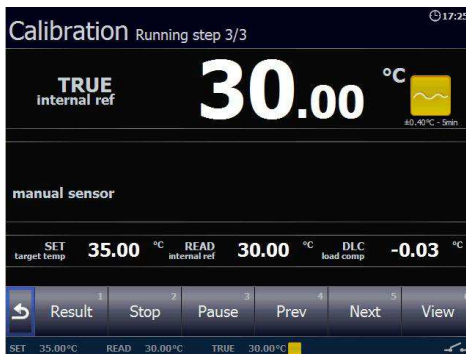 Calibration Running step 3/3
17:25
TRUE
internal ref
30.00 °C
±0.40°C - 5min
manual sensor
SET
target temp
35.00 °C
READ
internal ref
30.00 °C
DLC
load comp
-0.03 °C
1
Result
2
Stop
3
Pause
4
Prev
5
Next
View
SET 35.00°C READ 30.00°C TRUE 30.00°C